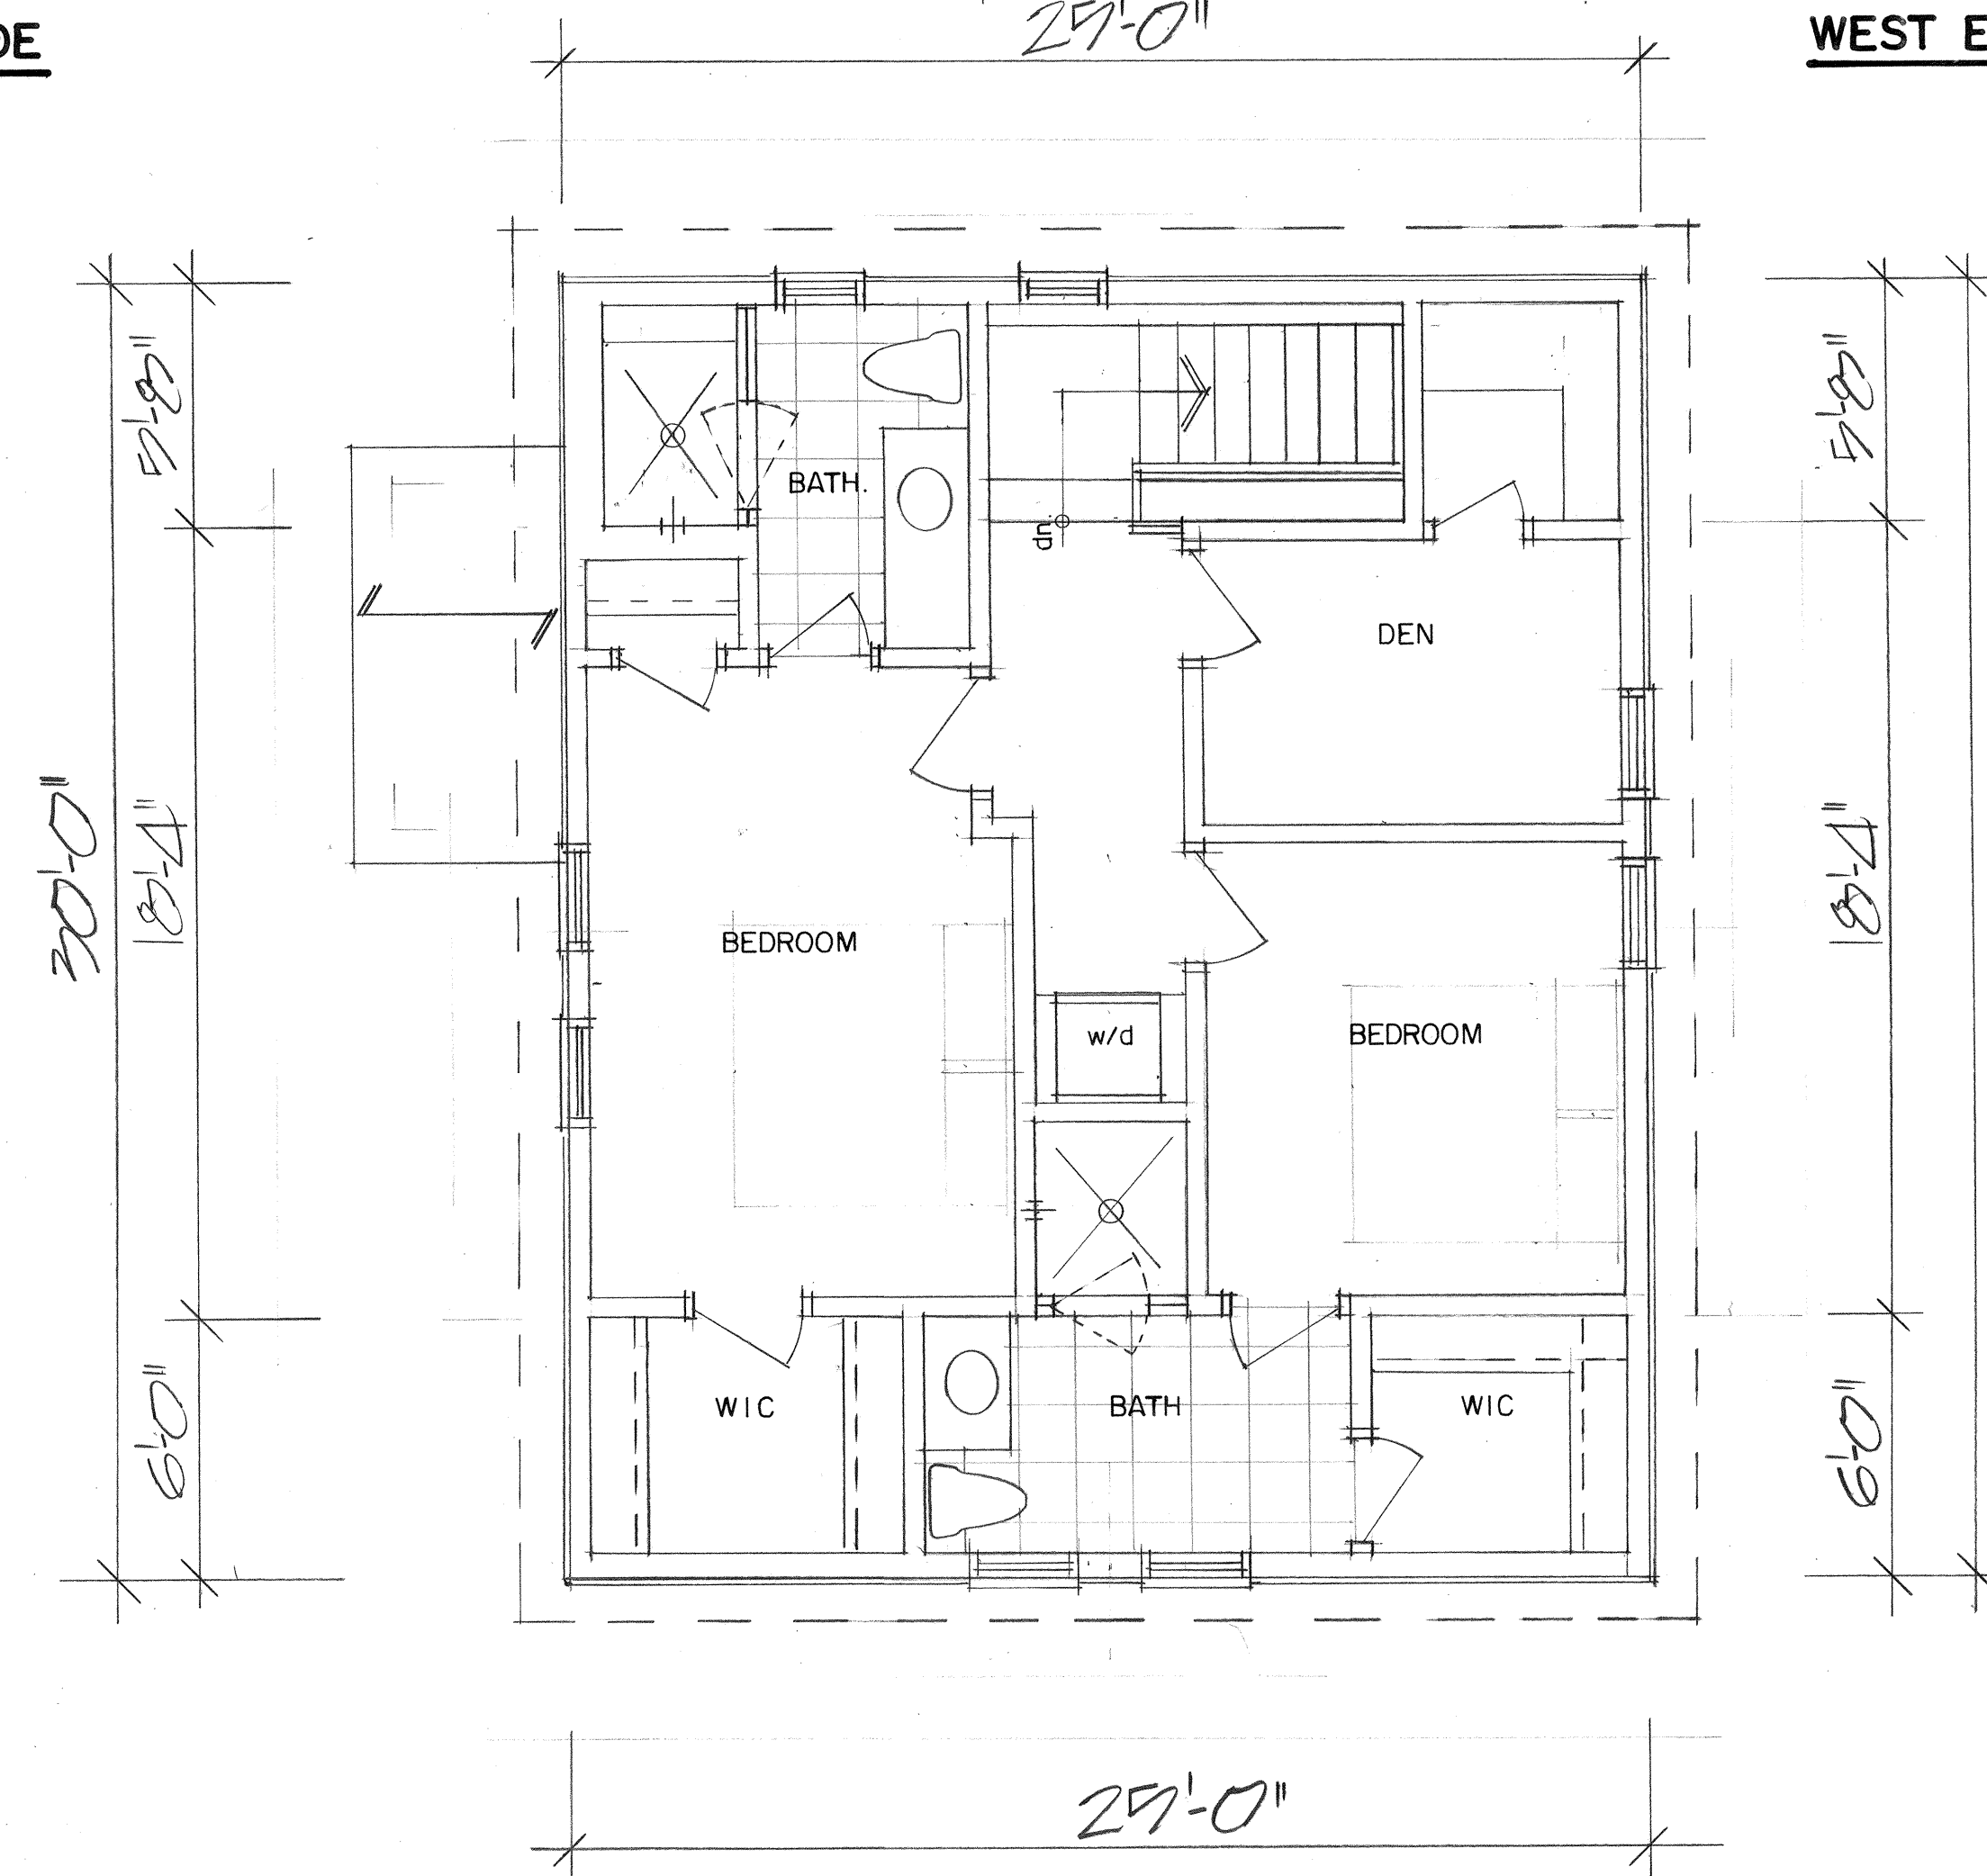 DE
25'-0"
WEST E
5'-8"
5'-8"
BATH.
dn
DEN
30'-0"
18'-4"
18'-4"
BEDROOM
w/d
BEDROOM
6'-0"
WIC
BATH
WIC
6'-0"
25'-0"